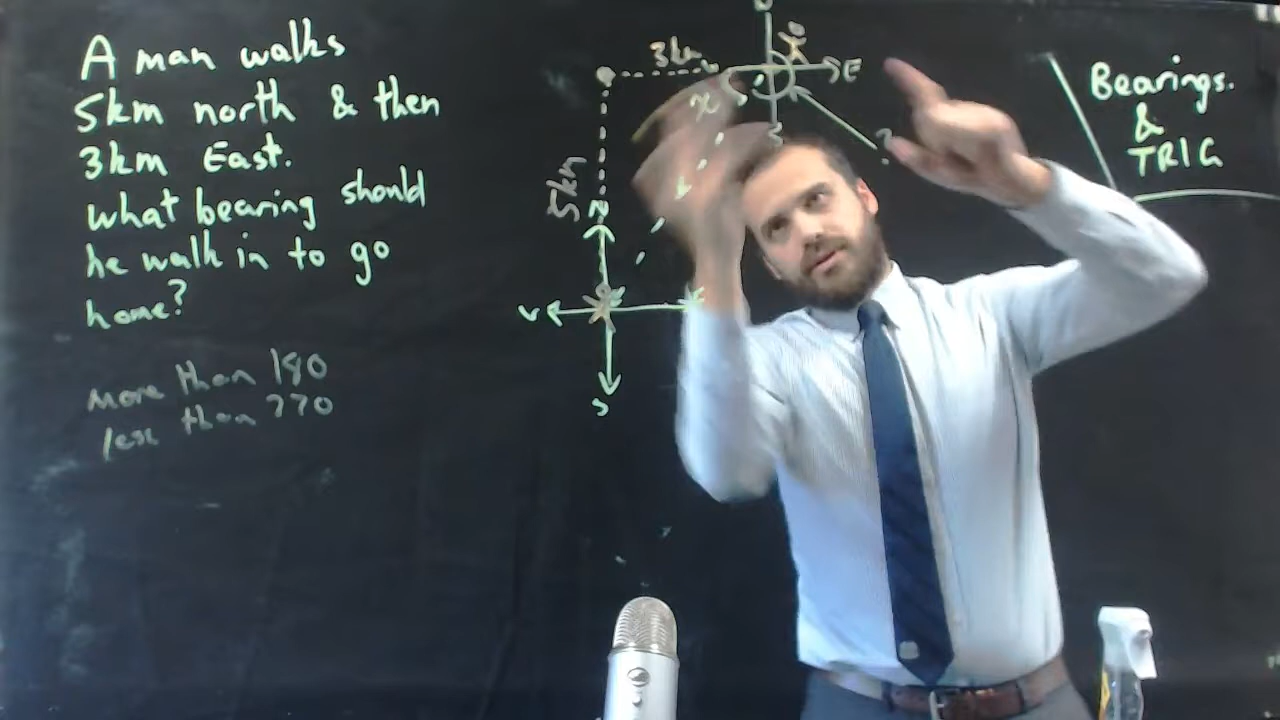 A man walks
5km north & then
3km East.
what bearing should
he walk in to go
home?
more than 180
less than 270
3km
E
x
S
?
5km
N
W
S
Bearings.
&
TRIG